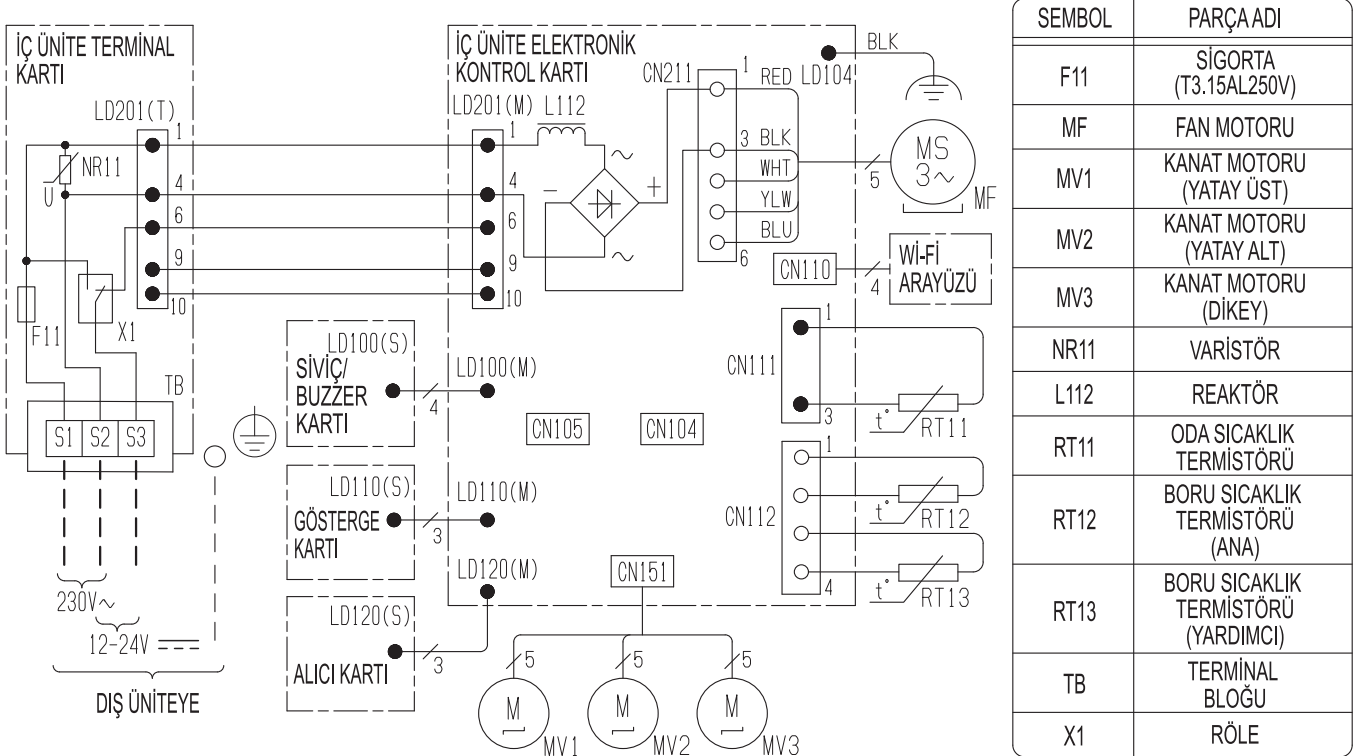 İÇ ÜNİTE TERMİNAL
KARTI
LD201(T)
1
NR11
U
4
6
9
10
F11
X1
TB
S1 S2 S3
230V~
12-24V
DIŞ ÜNİTEYE
İÇ ÜNİTE ELEKTRONİK
KONTROL KARTI
LD201(M) L112
1
4
6
9
10
~
-
+
~
CN211
1
RED
3 BLK
WHT
YLW
BLU
6
LD104
BLK
MS
3~
5
MF
CN110
4
Wİ-Fİ
ARAYÜZÜ
LD100(S)
SİVİÇ/
BUZZER
KARTI
4
LD100(M)
CN105
CN104
CN111
1
3
t°
RT11
LD110(S)
GÖSTERGE
KARTI
3
LD110(M)
CN112
1
4
t°
RT12
t°
RT13
LD120(M)
LD120(S)
ALICI KARTI
3
CN151
5
5
5
M
M
M
MV1
MV2
MV3
SEMBOL PARÇA ADI
F11 SİGORTA
(T3.15AL250V)
MF FAN MOTORU
MV1 KANAT MOTORU
(YATAY ÜST)
MV2 KANAT MOTORU
(YATAY ALT)
MV3 KANAT MOTORU
(DİKEY)
NR11 VARİSTÖR
L112 REAKTÖR
RT11 ODA SICAKLIK
TERMİSTÖRÜ
RT12 BORU SICAKLIK
TERMİSTÖRÜ
(ANA)
RT13 BORU SICAKLIK
TERMİSTÖRÜ
(YARDIMCI)
TB TERMİNAL
BLOĞU
X1 RÖLE